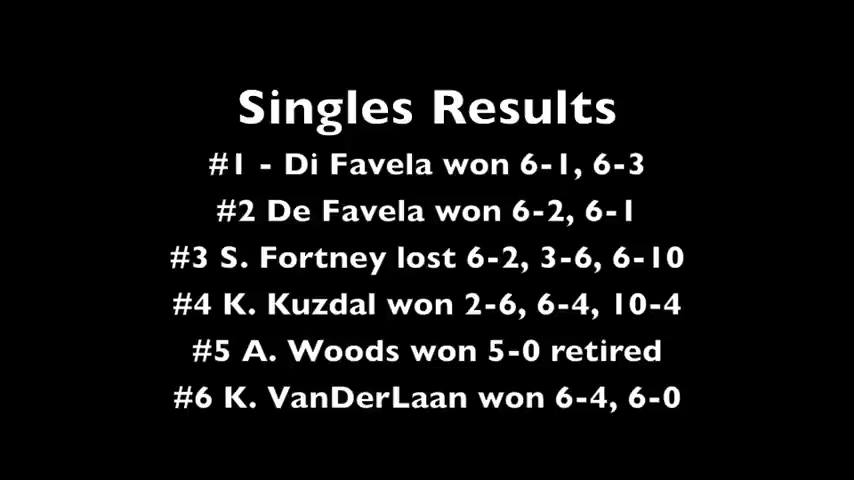 Singles Results
#1 - Di Favela won 6-1, 6-3
#2 De Favela won 6-2, 6-1
#3 S. Fortney lost 6-2, 3-6, 6-10
#4 K. Kuzdal won 2-6, 6-4, 10-4
#5 A. Woods won 5-0 retired
#6 K. VanDerLaan won 6-4, 6-0